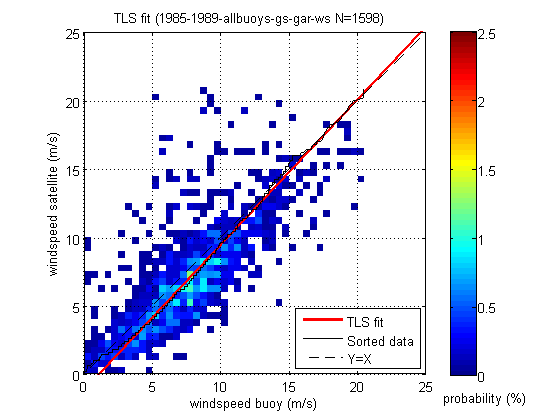 TLS fit (1985-1989-allbuoys-gs-gar-ws N=1598)
25
20
15
10
5
0
windspeed satellite (m/s)
0 5 10 15 20 25
windspeed buoy (m/s)
TLS fit
Sorted data
Y=X
2.5
2
1.5
1
0.5
0
probability (%)